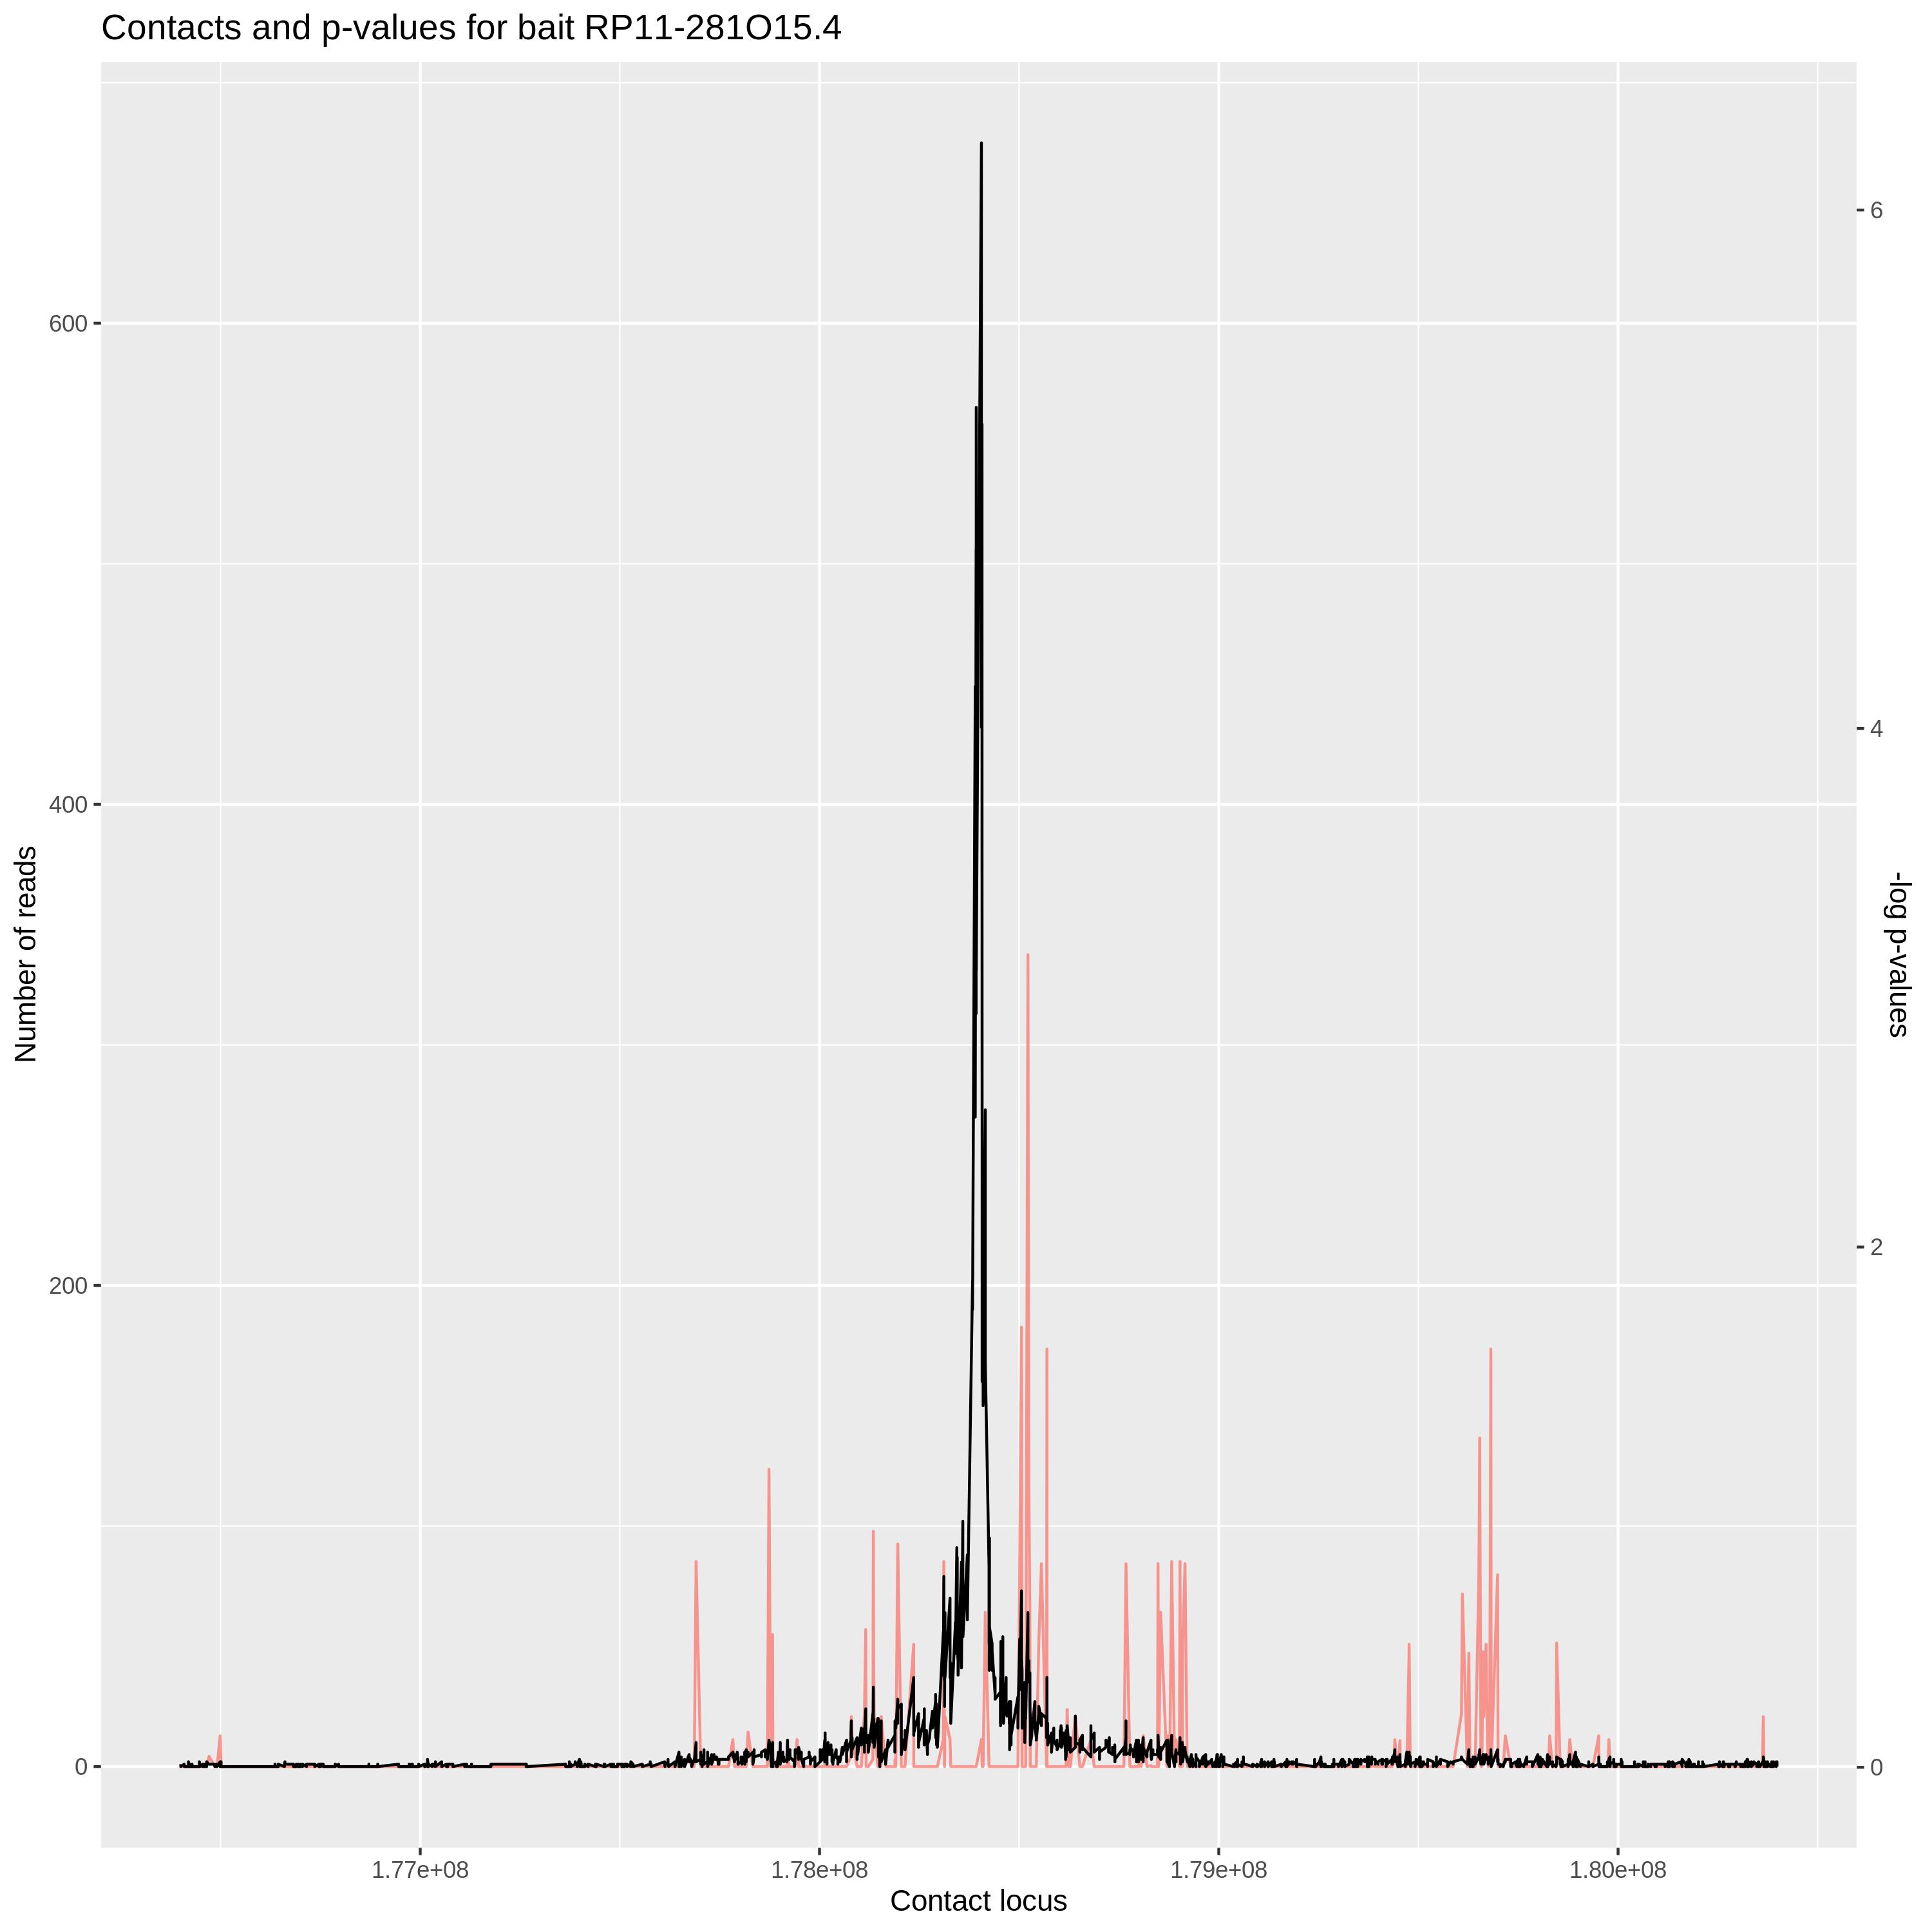 Contacts and p-values for bait RP11-281O15.4
600
400
200
0
Number of reads
6
4
2
0
-log p-values
1.77e+08
1.78e+08
1.79e+08
1.80e+08
Contact locus